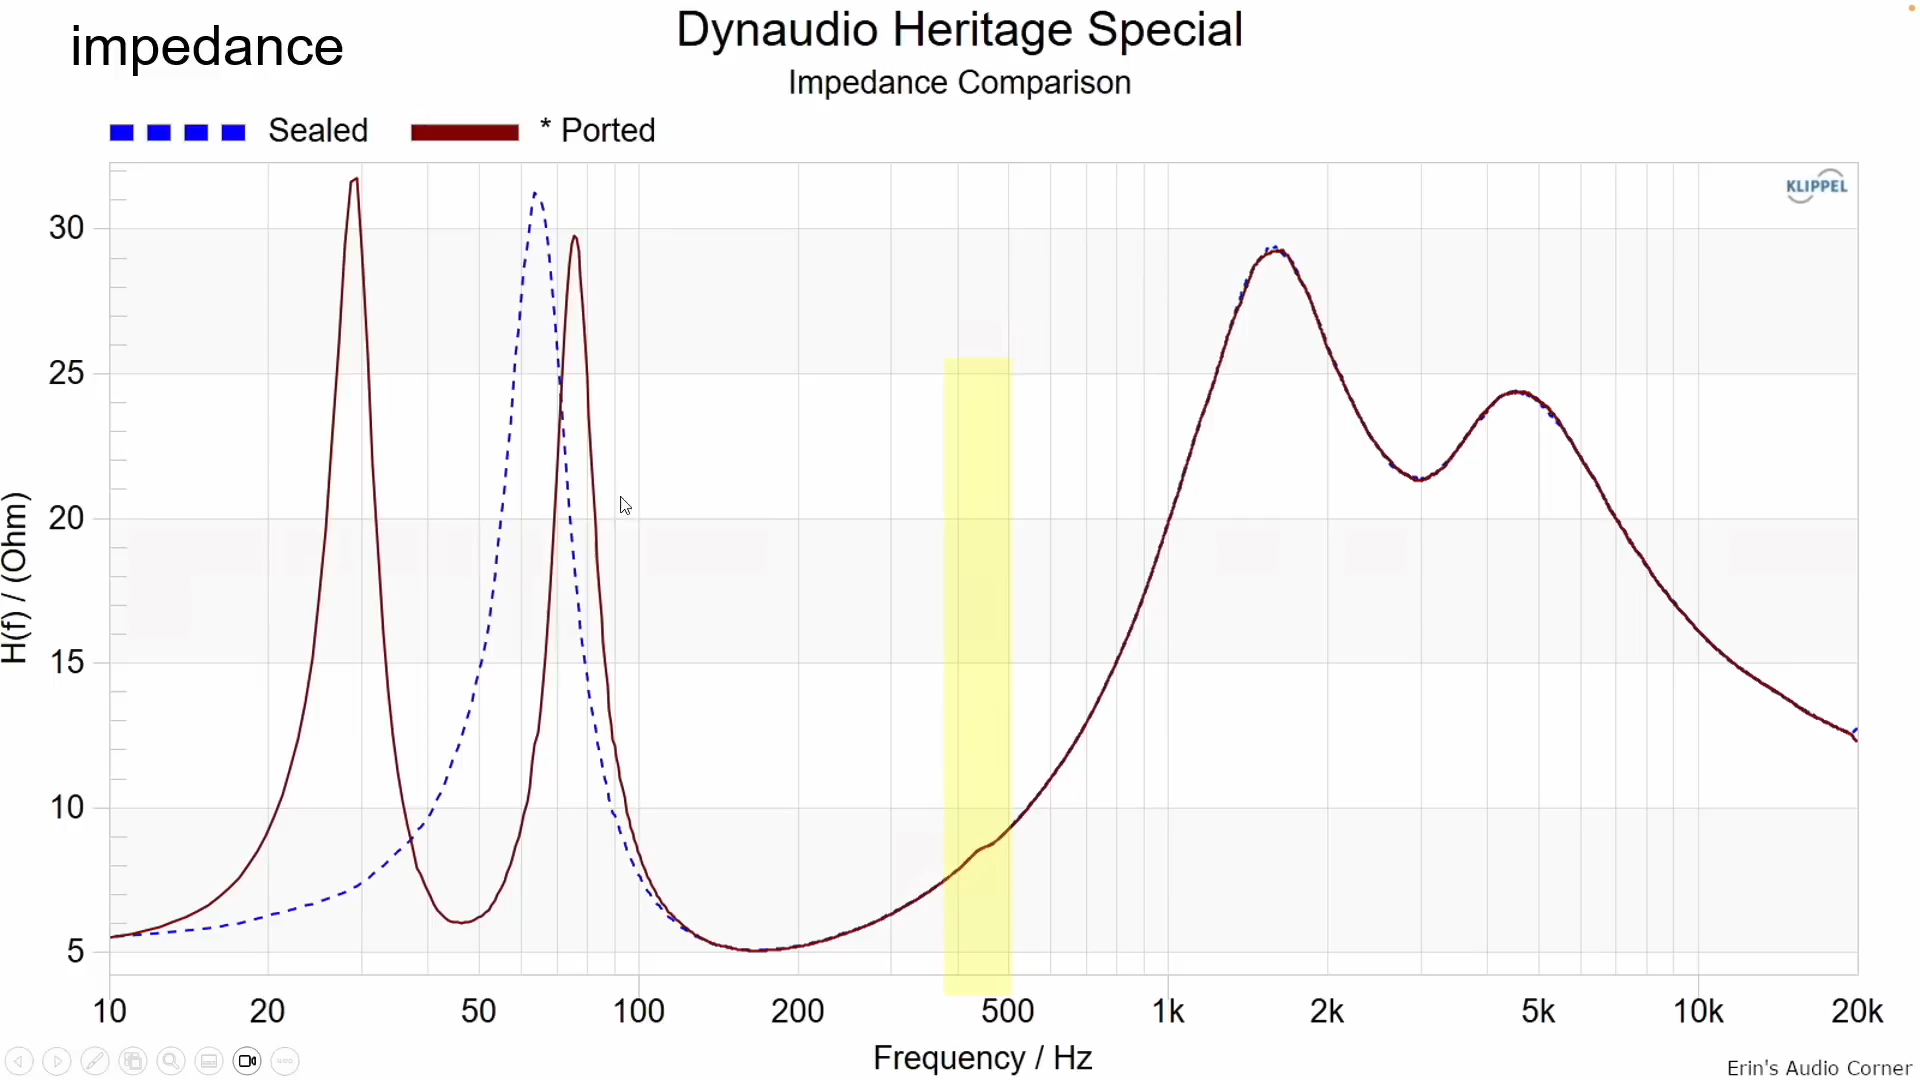 impedance
Dynaudio Heritage Special
Impedance Comparison
Sealed
* Ported
KLIPPEL
30
25
20
15
10
5
H(f) / (Ohm)
10 20 50 100 200 500 1k 2k 5k 10k 20k
Frequency / Hz
Erin's Audio Corner